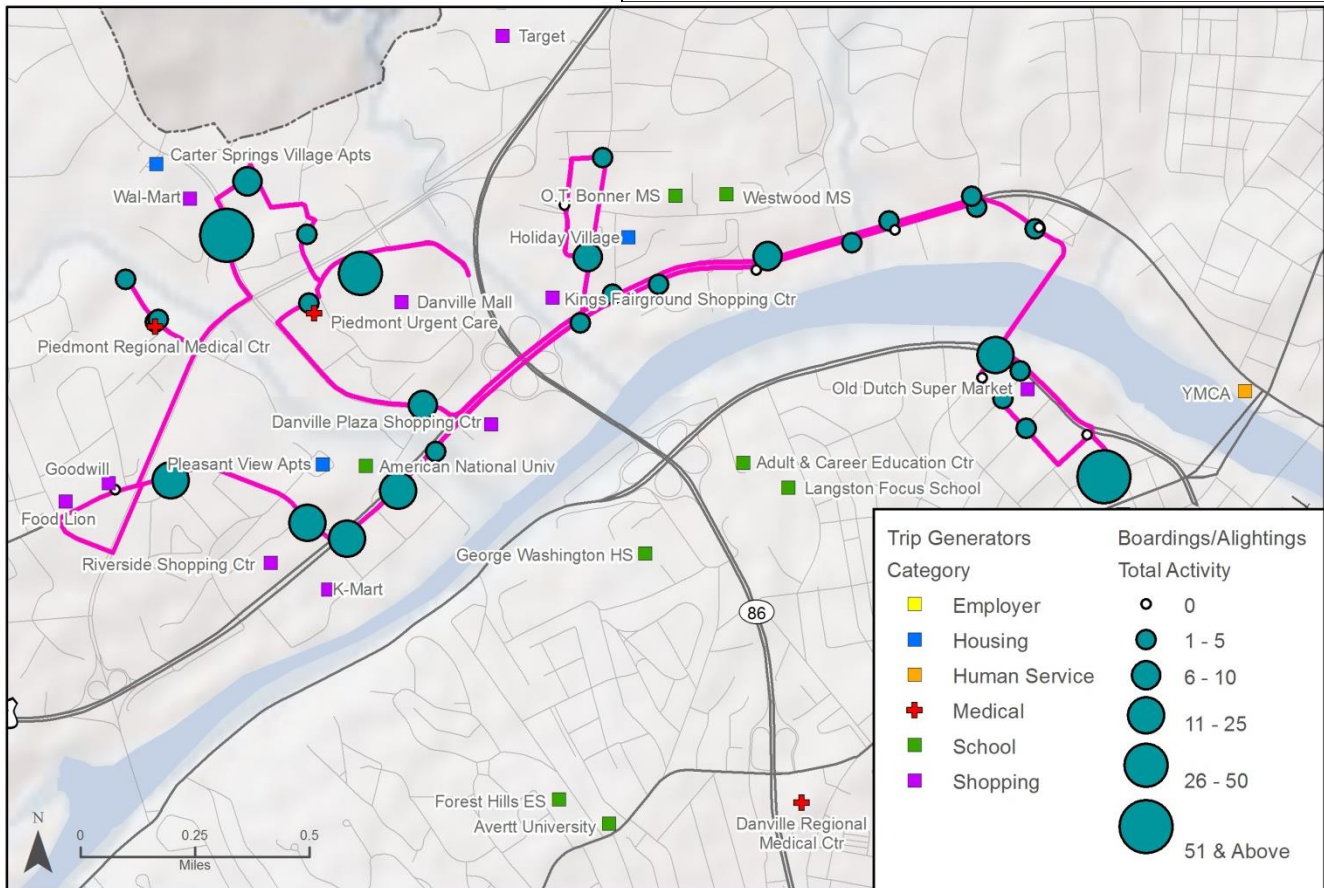 Target
Carter Springs Village Apts
Wal-Mart
O.T. Bonner MS
Westwood MS
Holiday Village
Danville Mall
Kings Fairground Shopping Ctr
Piedmont Urgent Care
Piedmont Regional Medical Ctr
Old Dutch Super Market
YMCA
Danville Plaza Shopping Ctr
Goodwill
Pleasant View Apts
American National Univ
Adult & Career Education Ctr
Langston Focus School
Food Lion
Riverside Shopping Ctr
George Washington HS
K-Mart
86
Forest Hills ES
Avertt University
Danville Regional
Medical Ctr
N
0
0.25
0.5
Miles
Trip Generators
Category
Employer
Housing
Human Service
Medical
School
Shopping
Boardings/Alightings
Total Activity
0
1 - 5
6 - 10
11 - 25
26 - 50
51 & Above